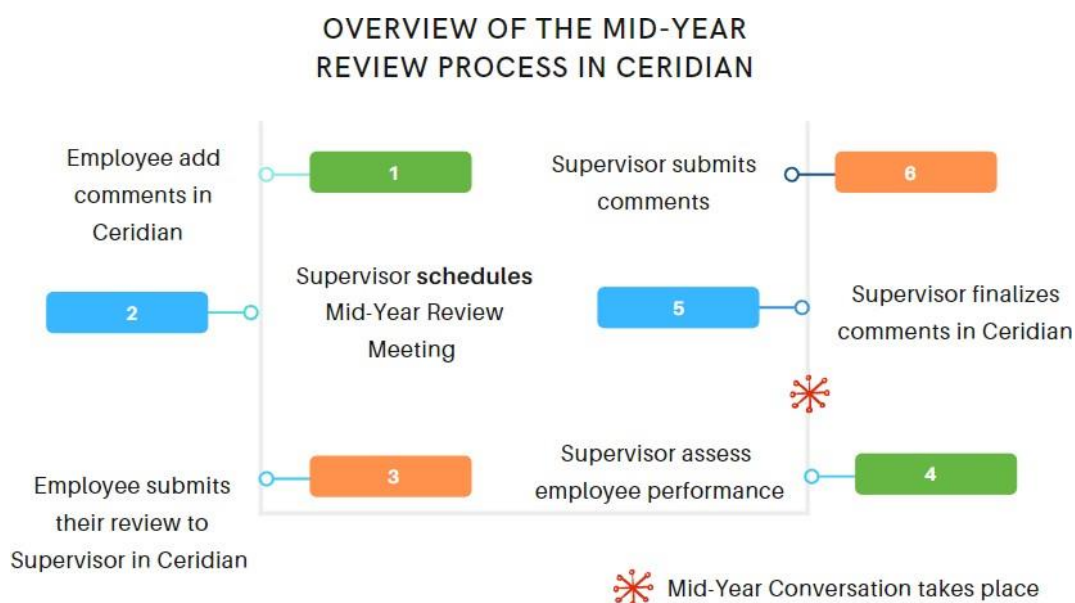 OVERVIEW OF THE MID-YEAR
REVIEW PROCESS IN CERIDIAN
Employee add
comments in
Ceridian
1
2
Supervisor schedules
Mid-Year Review
Meeting
3
Employee submits
their review to
Supervisor in Ceridian
Supervisor assess
employee performance
4
5
Supervisor finalizes
comments in Ceridian
Supervisor submits
comments
6
Mid-Year Conversation takes place